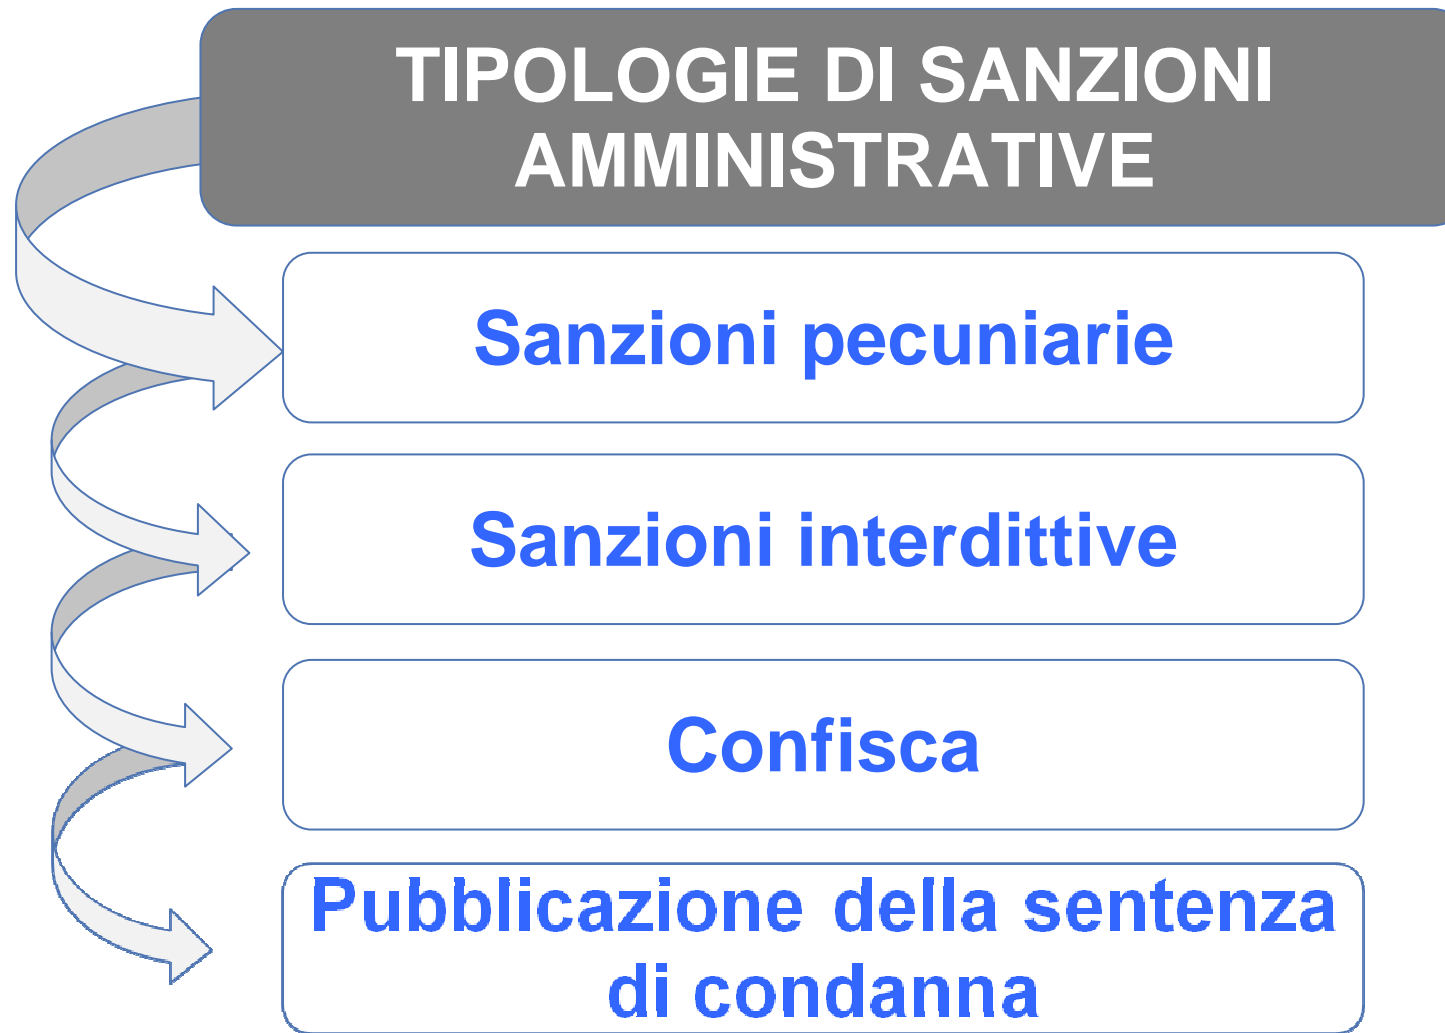 TIPOLOGIE DI SANZIONI
AMMINISTRATIVE
Sanzioni pecuniarie
Sanzioni interdittive
Confisca
Pubblicazione della sentenza
di condanna